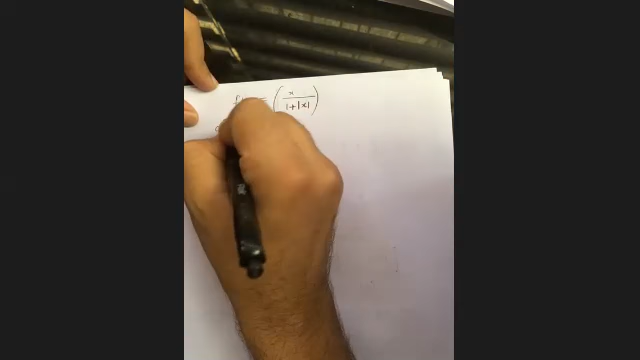 f = ( x / 1+|x| )